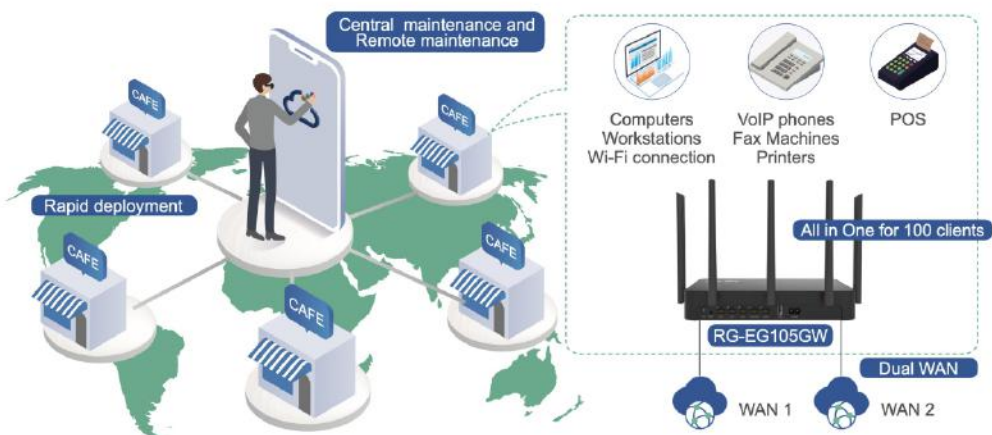 Central maintenance and
Remote maintenance
CAFE
CAFE
Rapid deployment
CAFE
CAFE
CAFE
Computers
Workstations
Wi-Fi connection
VoIP phones
Fax Machines
Printers
POS
All in One for 100 clients
RG-EG105GW
Dual WAN
WAN 1
WAN 2